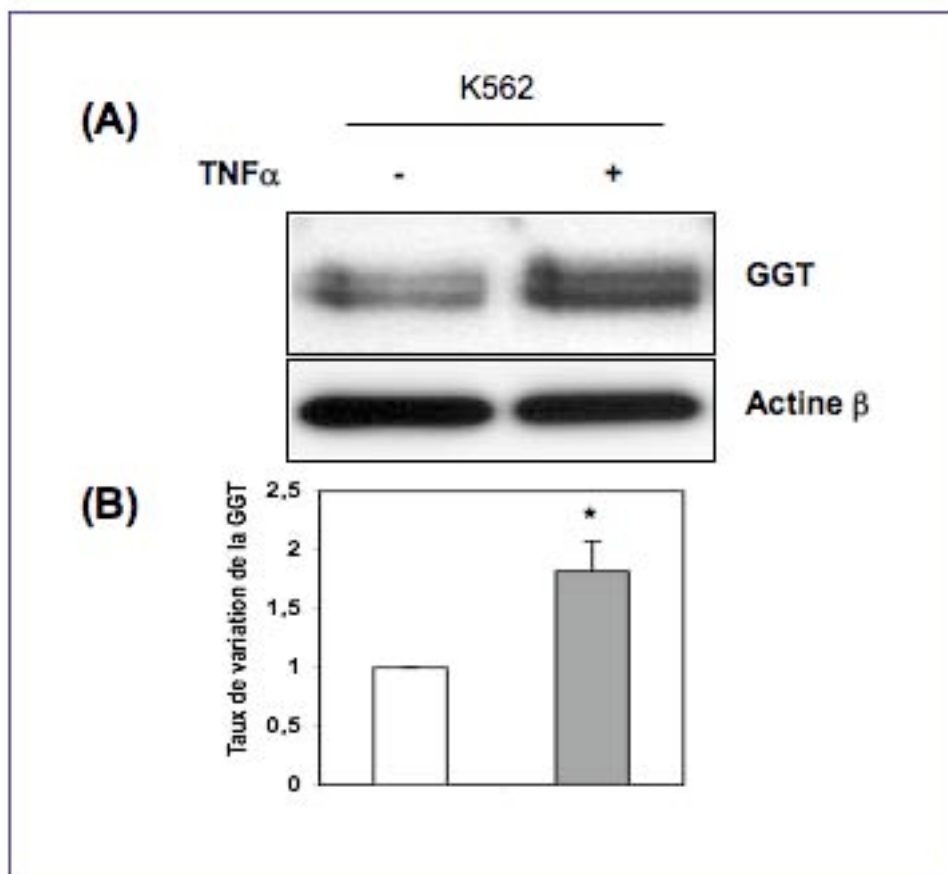 (A)
K562
TNFα - +
GGT
Actine β
(B)
Taux de variation de la GGT
2,5
2
1,5
1
0,5
0
*